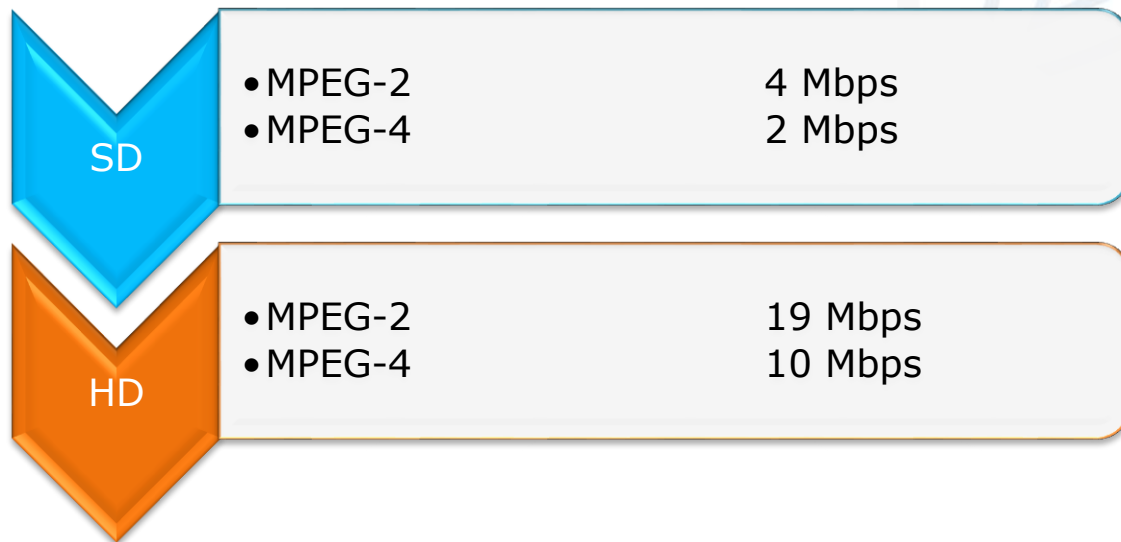 SD
•MPEG-2 4 Mbps
•MPEG-4 2 Mbps
HD
•MPEG-2 19 Mbps
•MPEG-4 10 Mbps